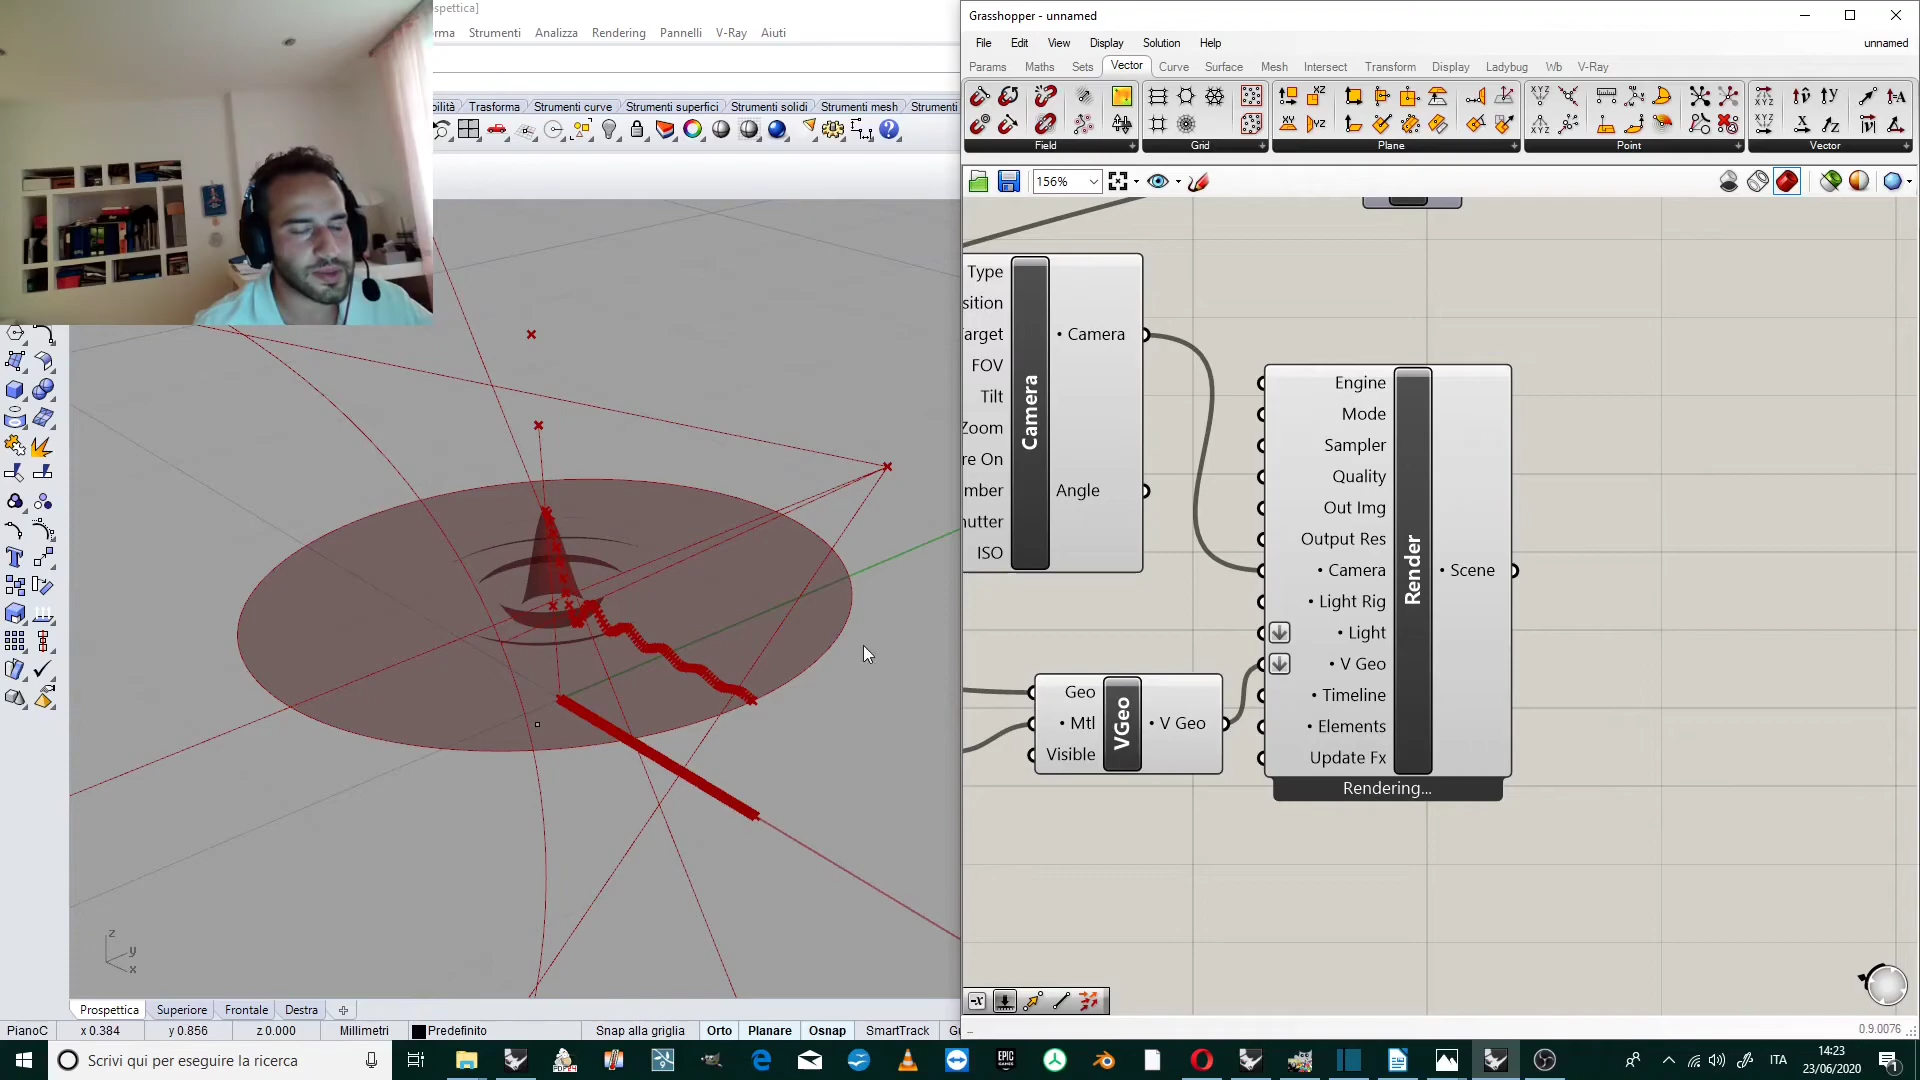 spettica]
rma Strumenti Analizza Rendering Pannelli V-Ray Aiuti
bilità Trasforma Strumenti curve Strumenti superfici Strumenti solidi Strumenti mesh Strumenti
z
y
x
Prospettica Superiore Frontale Destra
PianoC x 0.384 y 0.856 z 0.000 Millimetri Predefinito Snap alla griglia Orto Planare Osnap SmartTrack Gu
Grasshopper - unnamed
File Edit View Display Solution Help unnamed
Params Maths Sets Vector Curve Surface Mesh Intersect Transform Display Ladybug Wb V-Ray
Field Grid Plane Point Vector
156%
Type
sition
arget
FOV
Tilt
Zoom
re On
mber
nutter
ISO
Camera
• Camera
Angle
Geo
• Mtl
Visible
VGeo
• V Geo
Engine
Mode
Sampler
Quality
Out Img
Output Res
• Camera
• Light Rig
• Light
• V Geo
• Timeline
• Elements
Update Fx
Render
• Scene
Rendering...
0.9.0076
Scrivi qui per eseguire la ricerca
EPIC GAMES
ITA
14:23
23/06/2020
1